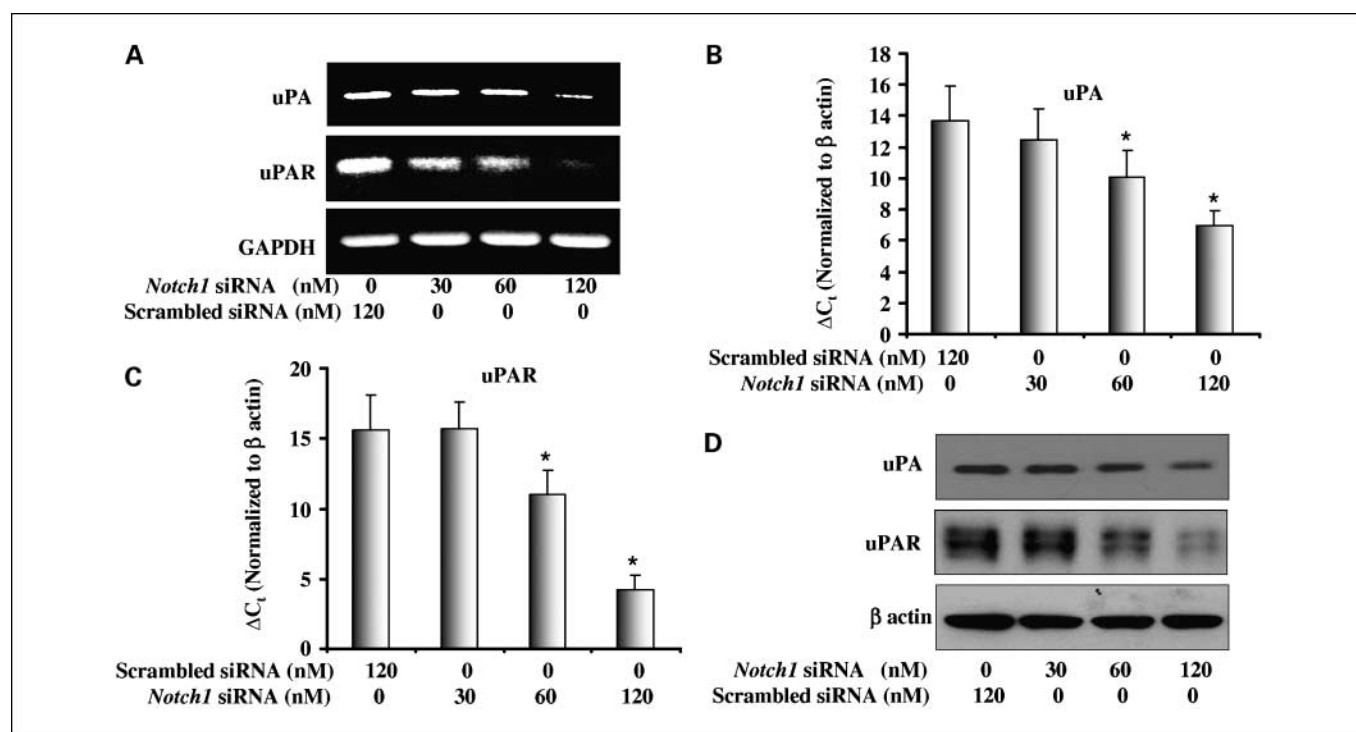 A
uPA
uPAR
GAPDH
Notch1 siRNA (nM) 0 30 60 120
Scrambled siRNA (nM) 120 0 0 0
B
uPA
ΔCt (Normalized to β actin)
18
16
14
12
10
8
6
4
2
0
*
*
Scrambled siRNA (nM) 120 0 0 0
Notch1 siRNA (nM) 0 30 60 120
C
uPAR
ΔCt (Normalized to β actin)
20
15
10
5
0
*
*
Scrambled siRNA (nM) 120 0 0 0
Notch1 siRNA (nM) 0 30 60 120
D
uPA
uPAR
β actin
Notch1 siRNA (nM) 0 30 60 120
Scrambled siRNA (nM) 120 0 0 0